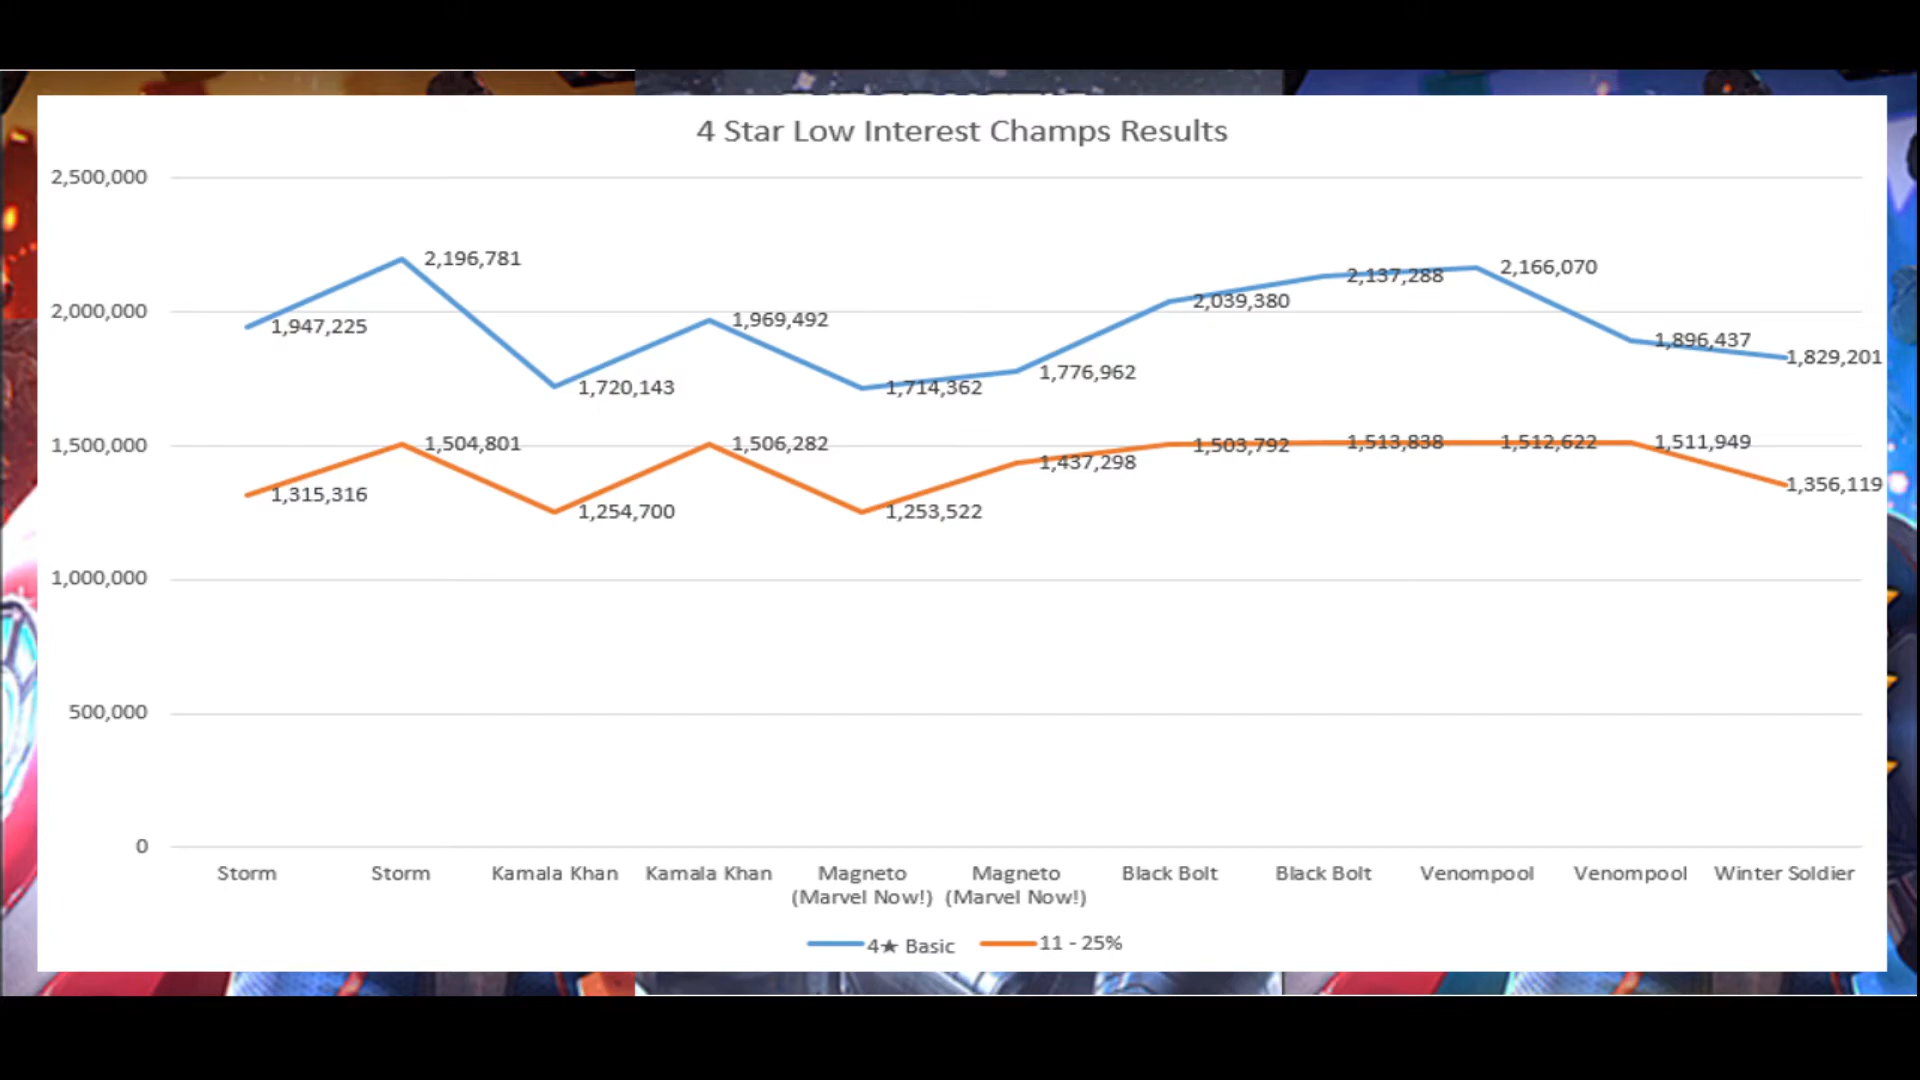 4 Star Low Interest Champs Results
2,500,000
2,000,000
1,500,000
1,000,000
500,000
0
1,947,225
2,196,781
1,720,143
1,969,492
1,714,362
1,776,962
2,039,380
2,137,288
2,166,070
1,896,437
1,829,201
1,315,316
1,504,801
1,254,700
1,506,282
1,253,522
1,437,298
1,503,792
1,513,838
1,512,622
1,511,949
1,356,119
Storm
Storm
Kamala Khan
Kamala Khan
Magneto
(Marvel Now!)
Magneto
(Marvel Now!)
Black Bolt
Black Bolt
Venompool
Venompool
Winter Soldier
4★ Basic
11 - 25%